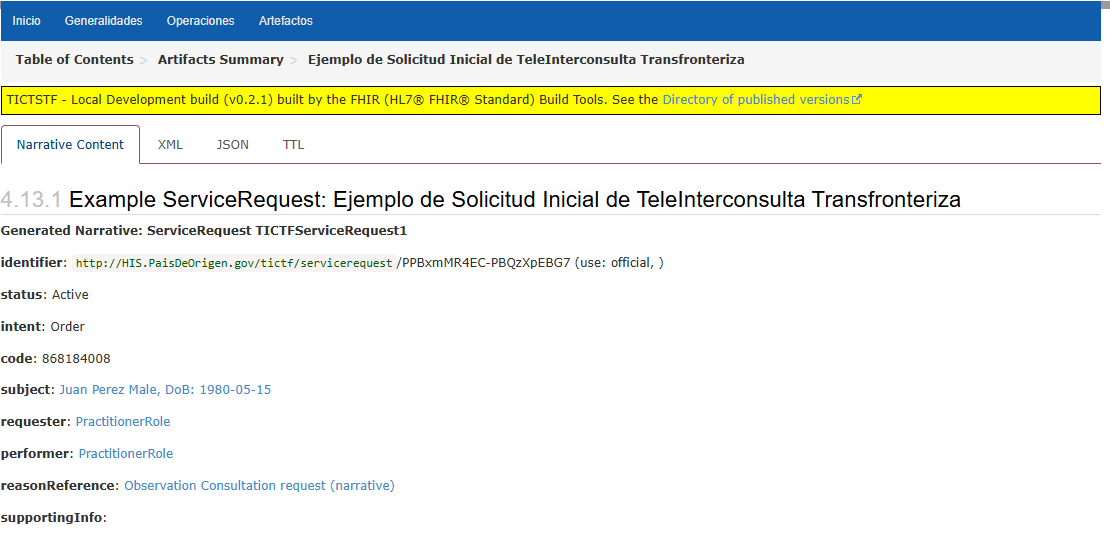 Inicio Generalidades Operaciones Artefactos
Table of Contents > Artifacts Summary > Ejemplo de Solicitud Inicial de TeleInterconsulta Transfronteriza
TICTSTF - Local Development build (v0.2.1) built by the FHIR (HL7® FHIR® Standard) Build Tools. See the Directory of published versions
Narrative Content XML JSON TTL
4.13.1 Example ServiceRequest: Ejemplo de Solicitud Inicial de TeleInterconsulta Transfronteriza
Generated Narrative: ServiceRequest TICTFServiceRequest1
identifier: http://HIS.PaisDeOrigen.gov/tictf/servicerequest/PPBxmMR4EC-PBQzXpEBG7 (use: official, )
status: Active
intent: Order
code: 868184008
subject: Juan Perez Male, DoB: 1980-05-15
requester: PractitionerRole
performer: PractitionerRole
reasonReference: Observation Consultation request (narrative)
supportingInfo: